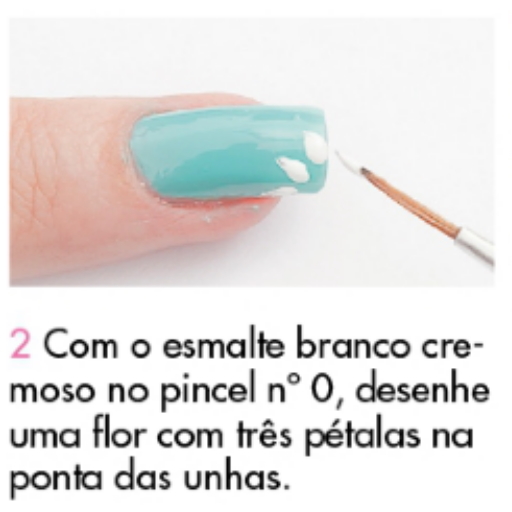 2 Com o esmalte branco cre-
moso no pincel n° 0, desenhe
uma flor com três pétalas na
ponta das unhas.